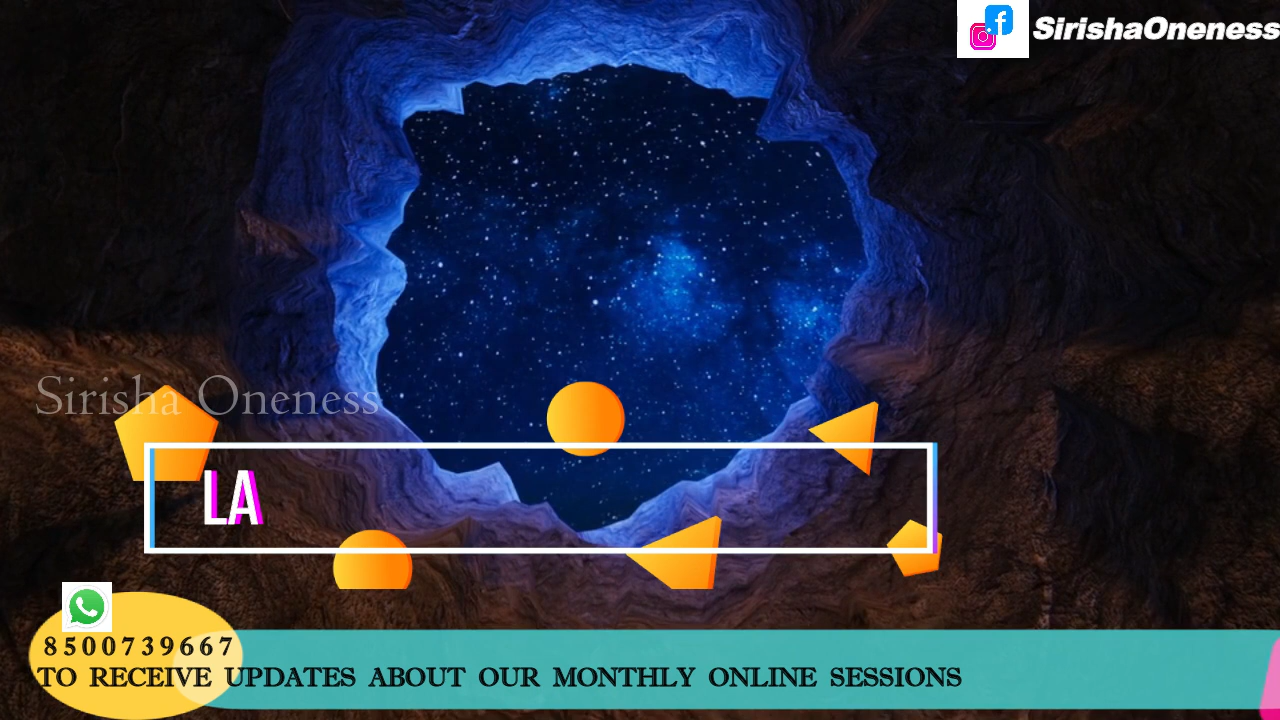 SirishaOneness
Sirisha Oneness
LA
8500739667
TO RECEIVE UPDATES ABOUT OUR MONTHLY ONLINE SESSIONS